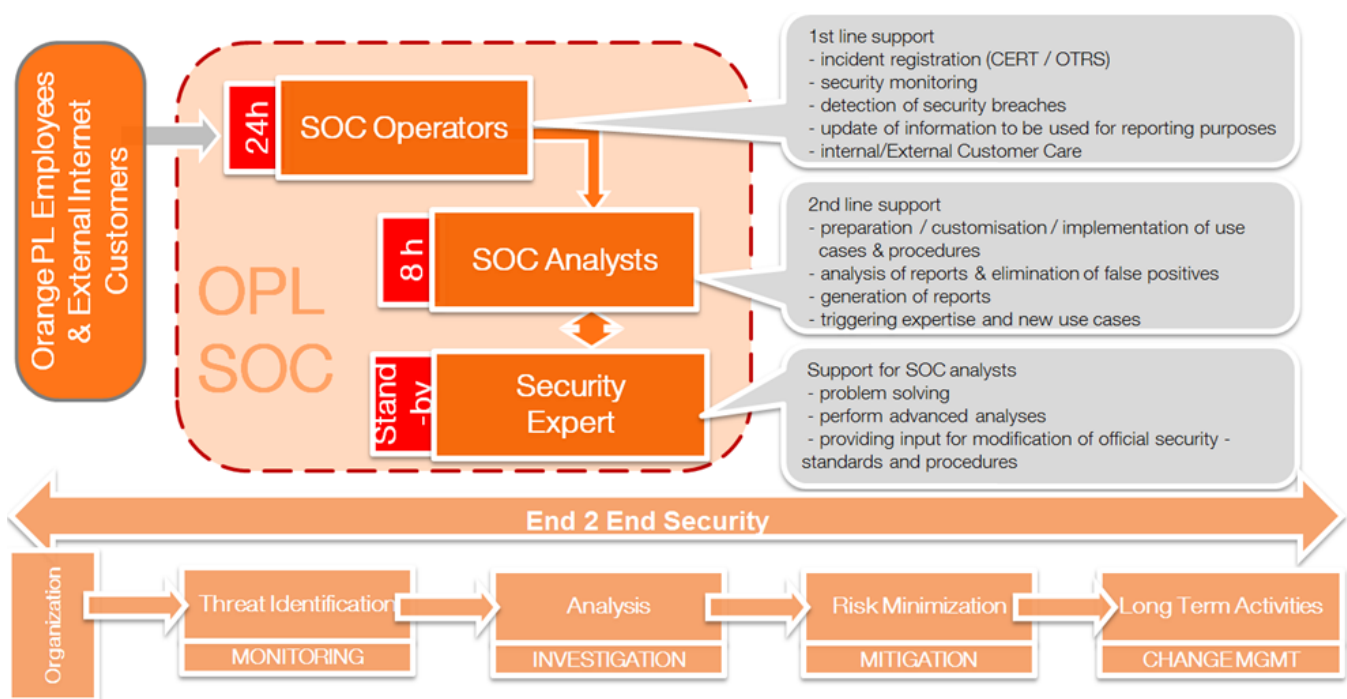 Orange PL Employees
& External Internet
Customers
24h
SOC Operators
8 h
SOC Analysts
OPL
SOC
Stand
-by
Security
Expert
1st line support
- incident registration (CERT / OTRS)
- security monitoring
- detection of security breaches
- update of information to be used for reporting purposes
- internal/External Customer Care
2nd line support
- preparation / customisation / implementation of use
cases & procedures
- analysis of reports & elimination of false positives
- generation of reports
- triggering expertise and new use cases
Support for SOC analysts
- problem solving
- perform advanced analyses
- providing input for modification of official security -
standards and procedures
End 2 End Security
Organization
Threat Identification
MONITORING
Analysis
INVESTIGATION
Risk Minimization
MITIGATION
Long Term Activities
CHANGE MGMT